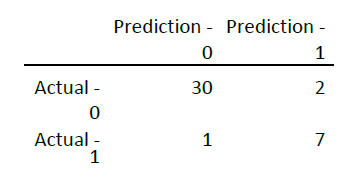 Prediction - Prediction -
0 1
Actual - 30 2
0
Actual - 1 7
1